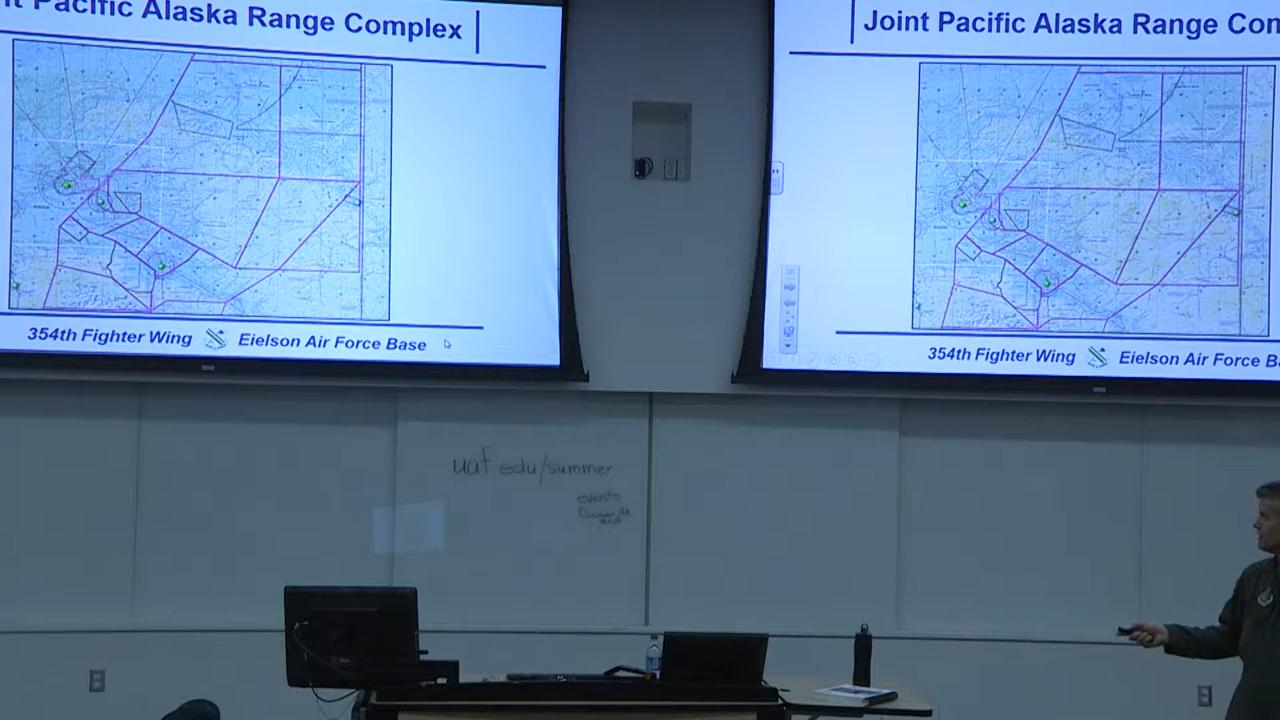 nt Pacific Alaska Range Complex
354th Fighter Wing Eielson Air Force Base
Joint Pacific Alaska Range Con
354th Fighter Wing Eielson Air Force Ba
uaf edu/summer
events